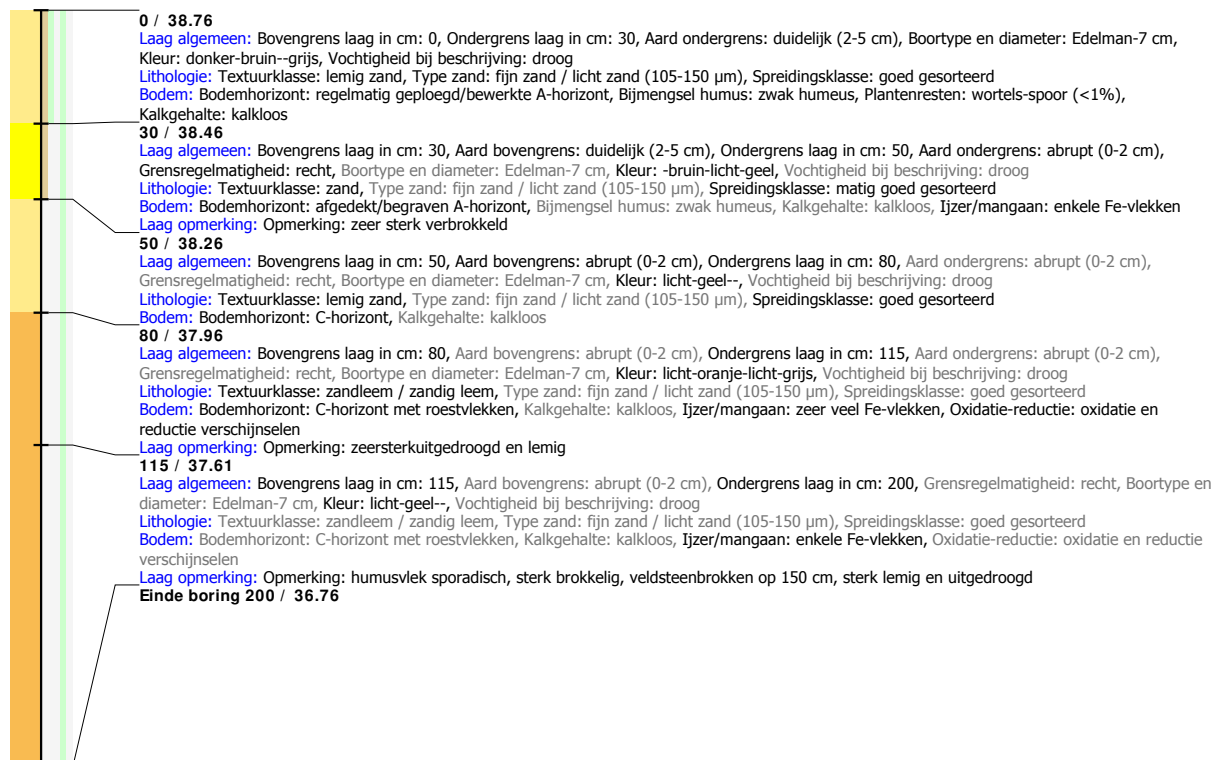 0 / 38.76
Laag algemeen: Bovengrens laag in cm: 0, Ondergrens laag in cm: 30, Aard ondergrens: duidelijk (2-5 cm), Boortype en diameter: Edelman-7 cm,
Kleur: donker-bruin--grijs, Vochtigheid bij beschrijving: droog
Lithologie: Textuurklasse: lemig zand, Type zand: fijn zand / licht zand (105-150 µm), Spreidingsklasse: goed gesorteerd
Bodem: Bodemhorizont: regelmatig geploegd/bewerkte A-horizont, Bijmengsel humus: zwak humeus, Plantenresten: wortels-spoor (<1%),
Kalkgehalte: kalkloos
30 / 38.46
Laag algemeen: Bovengrens laag in cm: 30, Aard bovengrens: duidelijk (2-5 cm), Ondergrens laag in cm: 50, Aard ondergrens: abrupt (0-2 cm),
Grensregelmatigheid: recht, Boortype en diameter: Edelman-7 cm, Kleur: -bruin-licht-geel, Vochtigheid bij beschrijving: droog
Lithologie: Textuurklasse: zand, Type zand: fijn zand / licht zand (105-150 µm), Spreidingsklasse: matig goed gesorteerd
Bodem: Bodemhorizont: afgedekt/begraven A-horizont, Bijmengsel humus: zwak humeus, Kalkgehalte: kalkloos, Ijzer/mangaan: enkele Fe-vlekken
Laag opmerking: Opmerking: zeer sterk verbrokkeld
50 / 38.26
Laag algemeen: Bovengrens laag in cm: 50, Aard bovengrens: abrupt (0-2 cm), Ondergrens laag in cm: 80, Aard ondergrens: abrupt (0-2 cm),
Grensregelmatigheid: recht, Boortype en diameter: Edelman-7 cm, Kleur: licht-geel--, Vochtigheid bij beschrijving: droog
Lithologie: Textuurklasse: lemig zand, Type zand: fijn zand / licht zand (105-150 µm), Spreidingsklasse: goed gesorteerd
Bodem: Bodemhorizont: C-horizont, Kalkgehalte: kalkloos
80 / 37.96
Laag algemeen: Bovengrens laag in cm: 80, Aard bovengrens: abrupt (0-2 cm), Ondergrens laag in cm: 115, Aard ondergrens: abrupt (0-2 cm),
Grensregelmatigheid: recht, Boortype en diameter: Edelman-7 cm, Kleur: licht-oranje-licht-grijs, Vochtigheid bij beschrijving: droog
Lithologie: Textuurklasse: zandleem / zandig leem, Type zand: fijn zand / licht zand (105-150 µm), Spreidingsklasse: goed gesorteerd
Bodem: Bodemhorizont: C-horizont met roestvlekken, Kalkgehalte: kalkloos, Ijzer/mangaan: zeer veel Fe-vlekken, Oxidatie-reductie: oxidatie en
reductie verschijnselen
Laag opmerking: Opmerking: zeersterkuitgedroogd en lemig
115 / 37.61
Laag algemeen: Bovengrens laag in cm: 115, Aard bovengrens: abrupt (0-2 cm), Ondergrens laag in cm: 200, Grensregelmatigheid: recht, Boortype en
diameter: Edelman-7 cm, Kleur: licht-geel--, Vochtigheid bij beschrijving: droog
Lithologie: Textuurklasse: zandleem / zandig leem, Type zand: fijn zand / licht zand (105-150 µm), Spreidingsklasse: goed gesorteerd
Bodem: Bodemhorizont: C-horizont met roestvlekken, Kalkgehalte: kalkloos, Ijzer/mangaan: enkele Fe-vlekken, Oxidatie-reductie: oxidatie en reductie
verschijnselen
Laag opmerking: Opmerking: humusvlek sporadisch, sterk brokkelig, veldsteenbrokken op 150 cm, sterk lemig en uitgedroogd
Einde boring 200 / 36.76